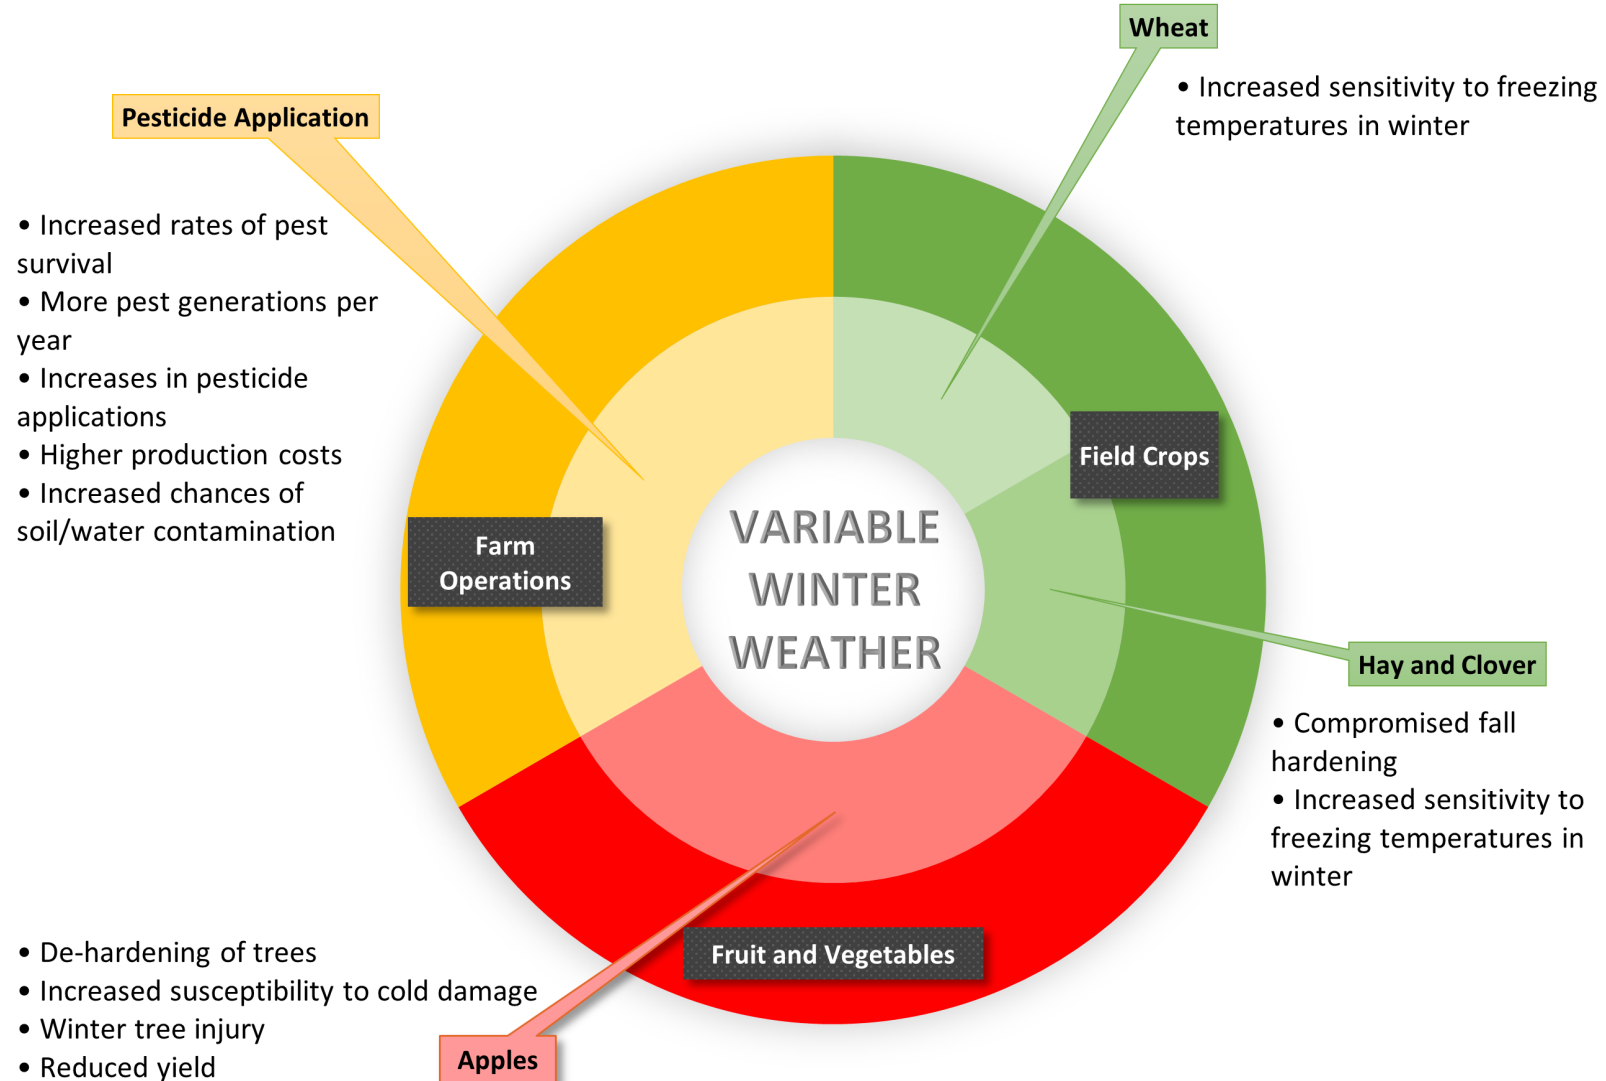 Wheat
• Increased sensitivity to freezing
temperatures in winter
Pesticide Application
• Increased rates of pest
survival
• More pest generations per
year
• Increases in pesticide
applications
• Higher production costs
• Increased chances of
soil/water contamination
Field Crops
Farm
Operations
VARIABLE
WINTER
WEATHER
Hay and Clover
• Compromised fall
hardening
• Increased sensitivity to
freezing temperatures in
winter
Fruit and Vegetables
• De-hardening of trees
• Increased susceptibility to cold damage
• Winter tree injury
• Reduced yield
Apples